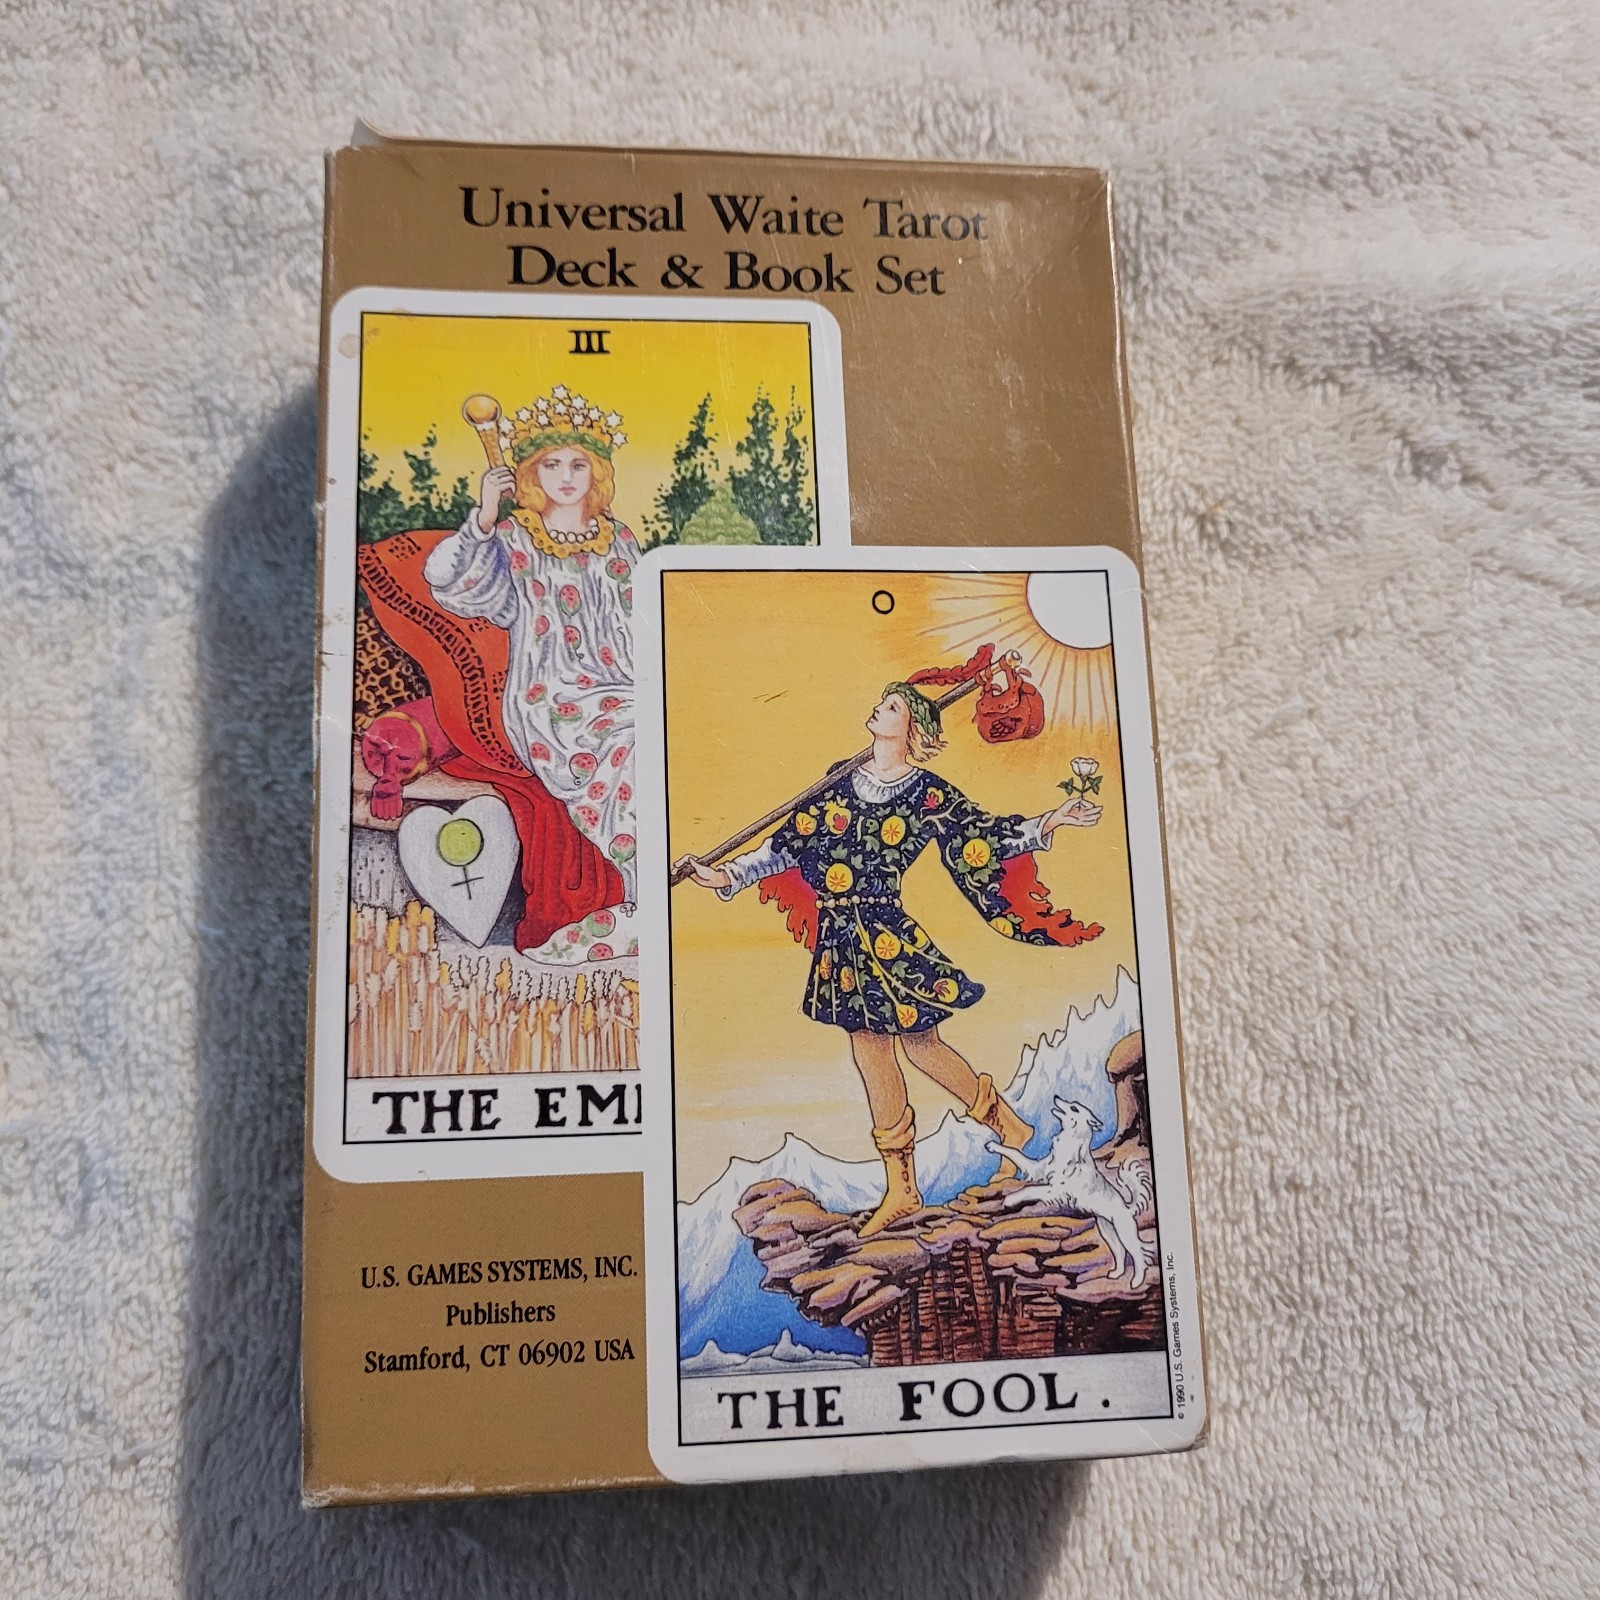 Universal Waite Tarot
Deck & Book Set
III
THE EM
O
THE FOOL.
© 1990 U.S. Games Systems, Inc.
U.S. GAMES SYSTEMS, INC.
Publishers
Stamford, CT 06902 USA